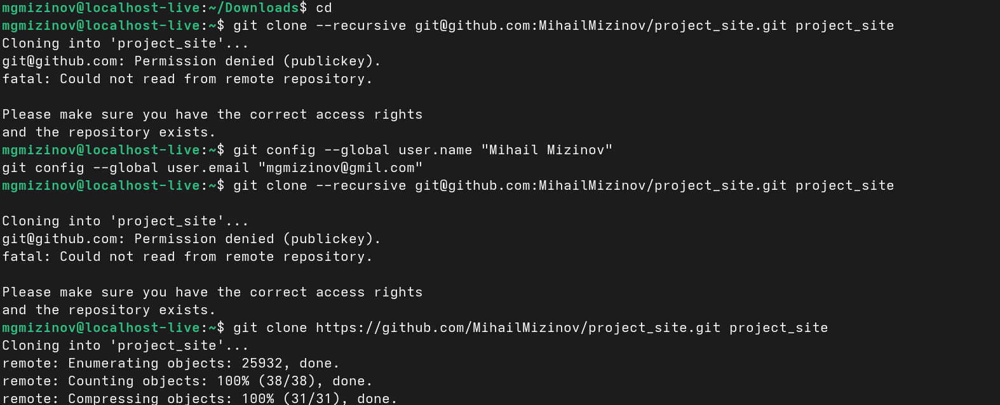 mgmizinov@localhost-live:~/Downloads$ cd
mgmizinov@localhost-live:~$ git clone --recursive git@github.com:MihailMizinov/project_site.git project_site
Cloning into 'project_site'...
git@github.com: Permission denied (publickey).
fatal: Could not read from remote repository.

Please make sure you have the correct access rights
and the repository exists.
mgmizinov@localhost-live:~$ git config --global user.name "Mihail Mizinov"
git config --global user.email "mgmizinov@gmil.com"
mgmizinov@localhost-live:~$ git clone --recursive git@github.com:MihailMizinov/project_site.git project_site

Cloning into 'project_site'...
git@github.com: Permission denied (publickey).
fatal: Could not read from remote repository.

Please make sure you have the correct access rights
and the repository exists.
mgmizinov@localhost-live:~$ git clone https://github.com/MihailMizinov/project_site.git project_site
Cloning into 'project_site'...
remote: Enumerating objects: 25932, done.
remote: Counting objects: 100% (38/38), done.
remote: Compressing objects: 100% (31/31), done.